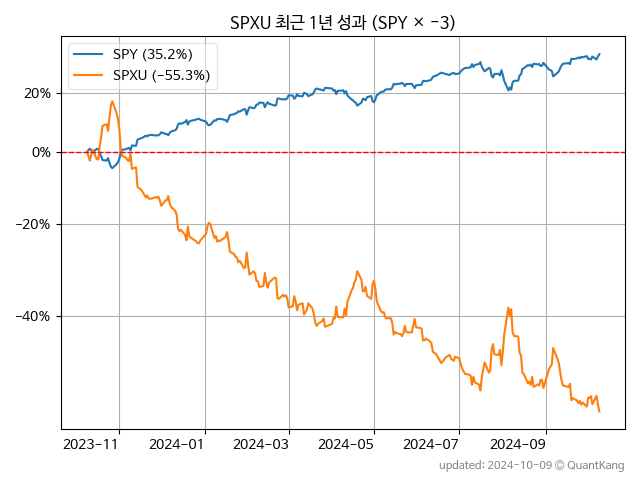 SPXU 최근 1년 성과 (SPY × −3)
SPY (35.2%)
SPXU (−55.3%)
20%
0%
−20%
−40%
2023-11 2024-01 2024-03 2024-05 2024-07 2024-09
updated: 2024-10-09 © QuantKang